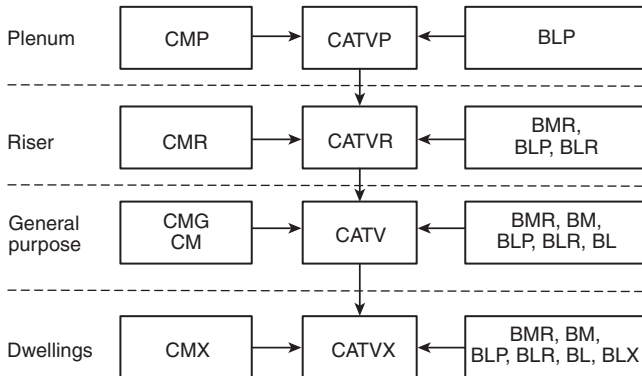 Plenum
CMP
CATVP
BLP
Riser
CMR
CATVR
BMR,
BLP, BLR
General
purpose
CMG
CM
CATV
BMR, BM,
BLP, BLR, BL
Dwellings
CMX
CATVX
BMR, BM,
BLP, BLR, BL, BLX